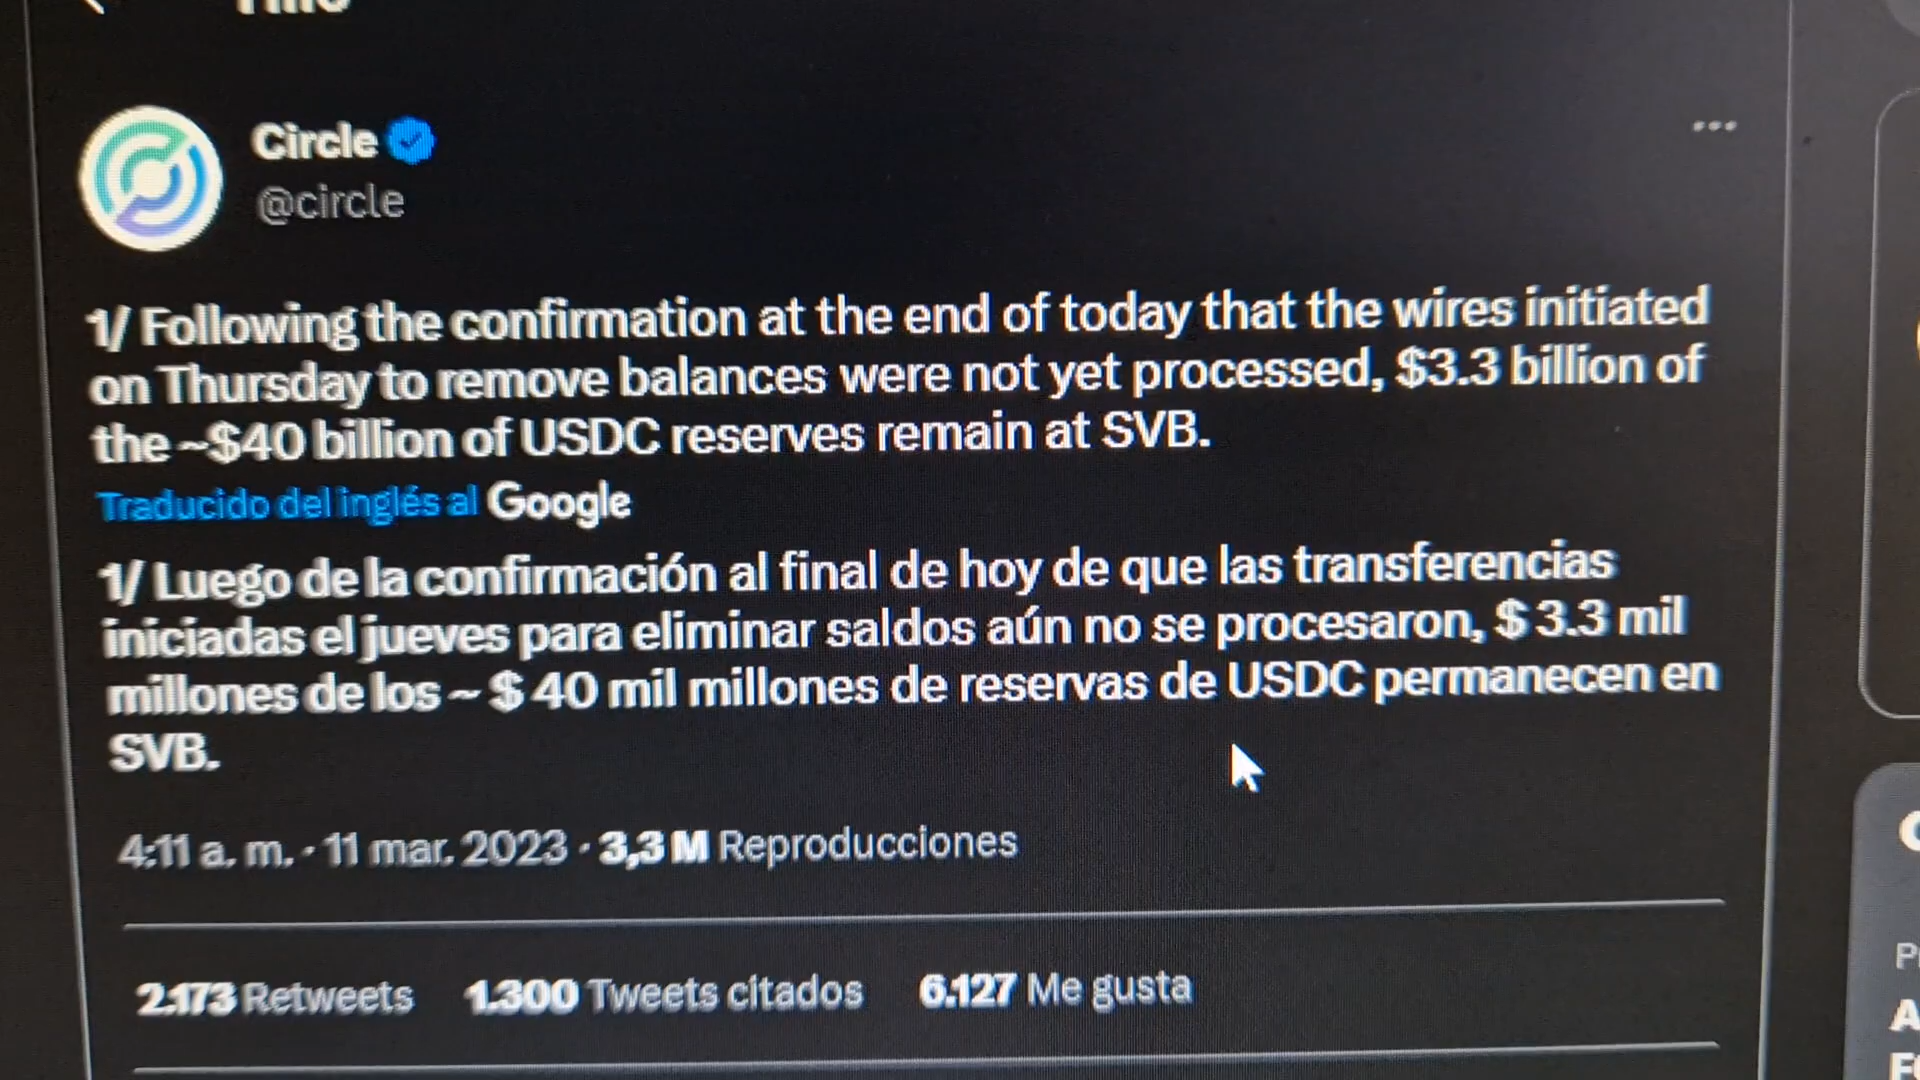 Circle
@circle
1/ Following the confirmation at the end of today that the wires initiated
on Thursday to remove balances were not yet processed, $3.3 billion of
the ~$40 billion of USDC reserves remain at SVB.
Traducido del inglés al Google
1/ Luego de la confirmación al final de hoy de que las transferencias
iniciadas el jueves para eliminar saldos aún no se procesaron, $ 3.3 mil
millones de los ~ $ 40 mil millones de reservas de USDC permanecen en
SVB.
4:11 a. m. · 11 mar. 2023 · 3,3 M Reproducciones
2.173 Retweets 1.300 Tweets citados 6.127 Me gusta